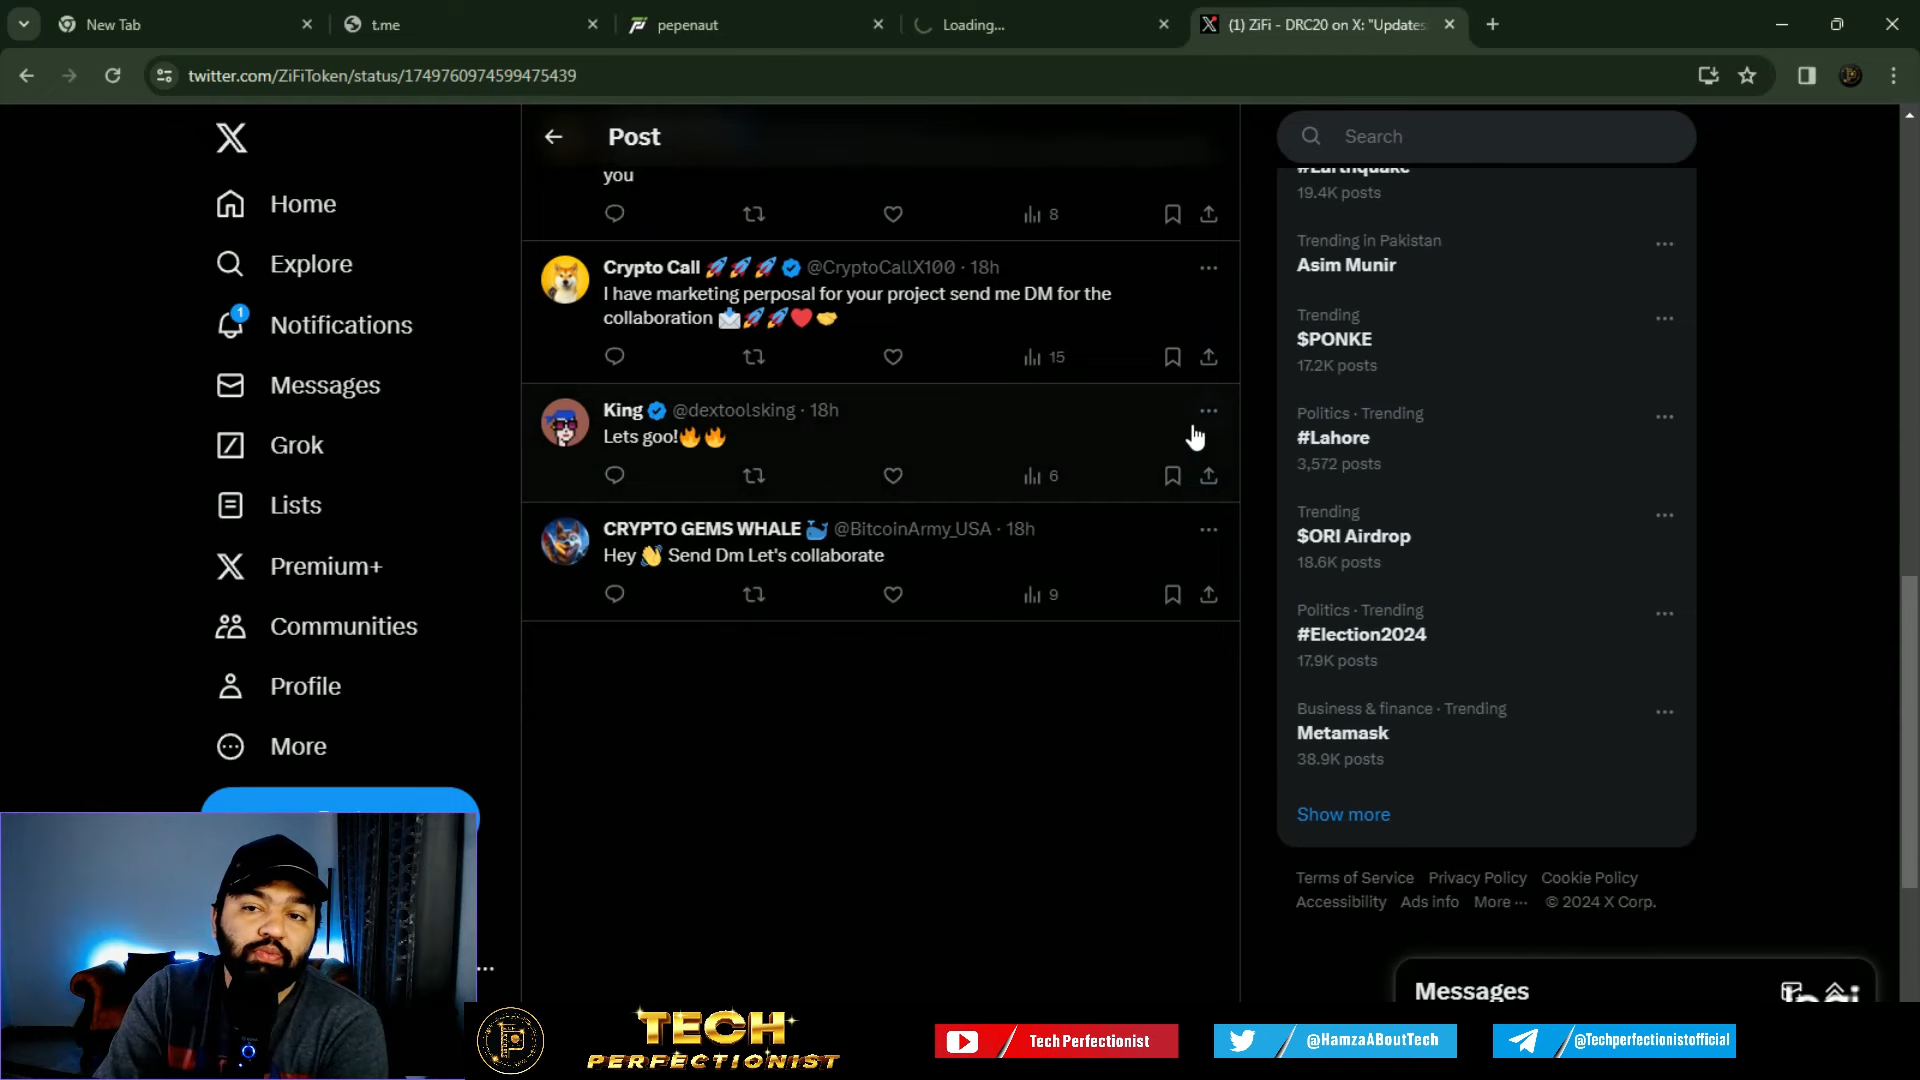 New Tab
t.me
pepenaut
Loading...
(1) ZiFi - DRC20 on X: "Updates
twitter.com/ZiFiToken/status/1749760974599475439
Post
Search
you
8
Home
Explore
1
Notifications
Messages
Grok
Lists
Premium+
Communities
Profile
More
Crypto Call 🚀🚀🚀 @CryptoCallX100 · 18h
I have marketing perposal for your project send me DM for the
collaboration 📩🚀🚀❤️🤝
15
King @dextoolsking · 18h
Lets goo!🔥🔥
6
CRYPTO GEMS WHALE 🐳 @BitcoinArmy_USA · 18h
Hey 👋 Send Dm Let's collaborate
9
#Earthquake
19.4K posts
Trending in Pakistan
Asim Munir
Trending
$PONKE
17.2K posts
Politics · Trending
#Lahore
3,572 posts
Trending
$ORI Airdrop
18.6K posts
Politics · Trending
#Election2024
17.9K posts
Business & finance · Trending
Metamask
38.9K posts
Show more
Terms of Service Privacy Policy Cookie Policy
Accessibility Ads info More ··· © 2024 X Corp.
Messages
TECH
PERFECTIONIST
Tech Perfectionist
@HamzaABoutTech
@Techperfectionistofficial